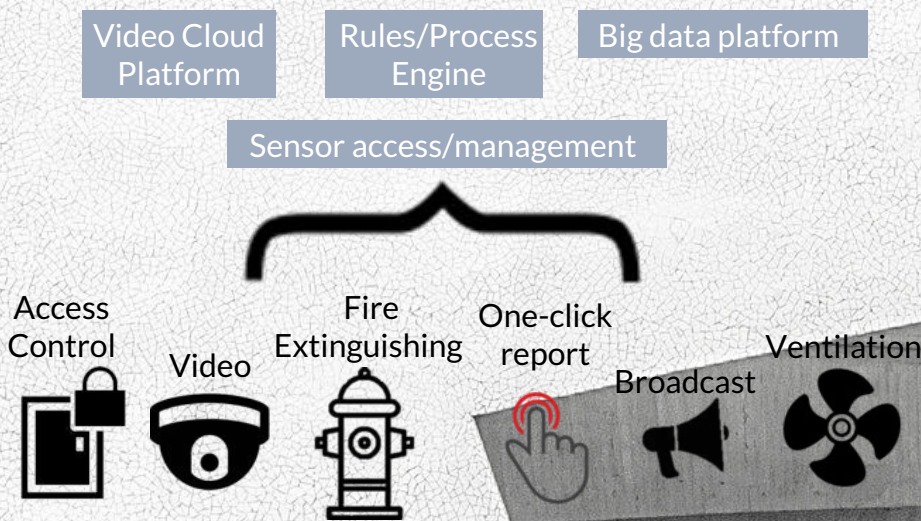 Video Cloud
Platform
Rules/Process
Engine
Big data platform
Sensor access/management
Access
Control
Video
Fire
Extinguishing
One-click
report
Broadcast
Ventilation